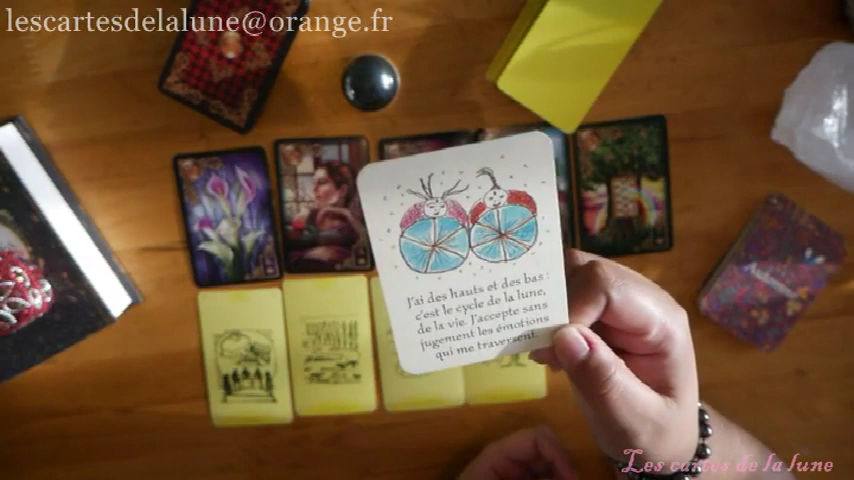 lescartesdelalune@orange.fr
J'ai des hauts et des bas :
c'est le cycle de la lune,
de la vie. J'accepte sans
jugement les émotions
qui me traversent.
Les cartes de la lune